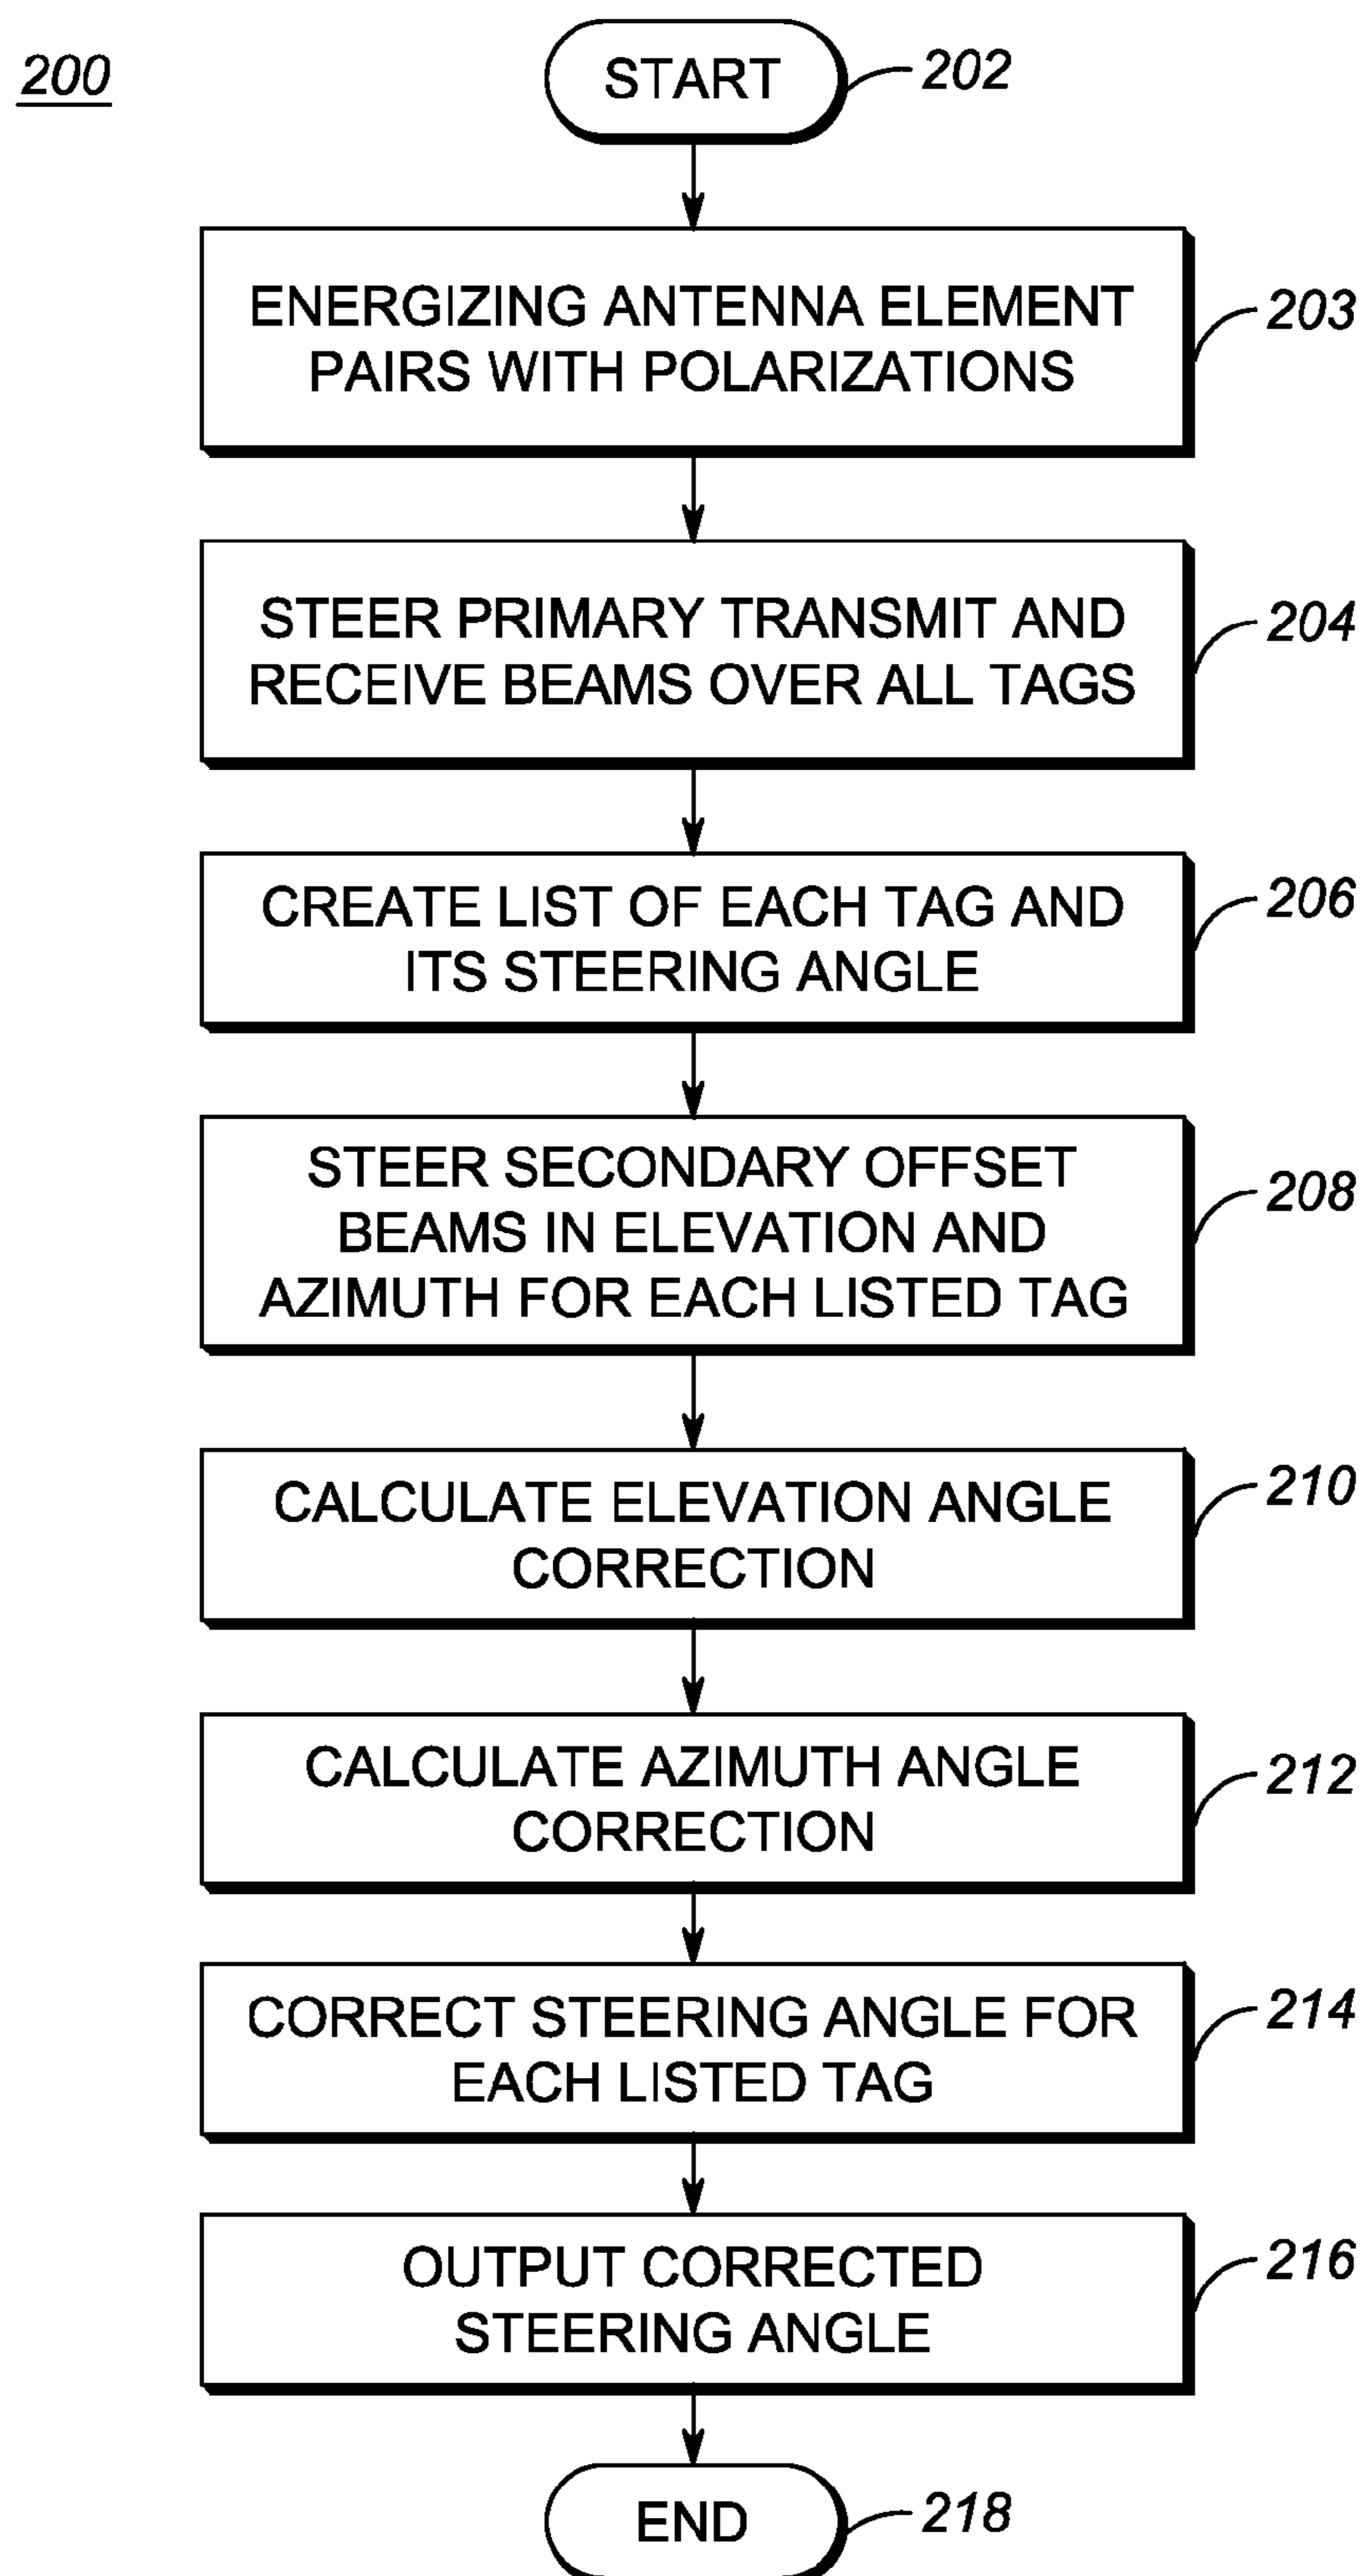 200
START
202
ENERGIZING ANTENNA ELEMENT
PAIRS WITH POLARIZATIONS
203
STEER PRIMARY TRANSMIT AND
RECEIVE BEAMS OVER ALL TAGS
204
CREATE LIST OF EACH TAG AND
ITS STEERING ANGLE
206
STEER SECONDARY OFFSET
BEAMS IN ELEVATION AND
AZIMUTH FOR EACH LISTED TAG
208
CALCULATE ELEVATION ANGLE
CORRECTION
210
CALCULATE AZIMUTH ANGLE
CORRECTION
212
CORRECT STEERING ANGLE FOR
EACH LISTED TAG
214
OUTPUT CORRECTED
STEERING ANGLE
216
END
218